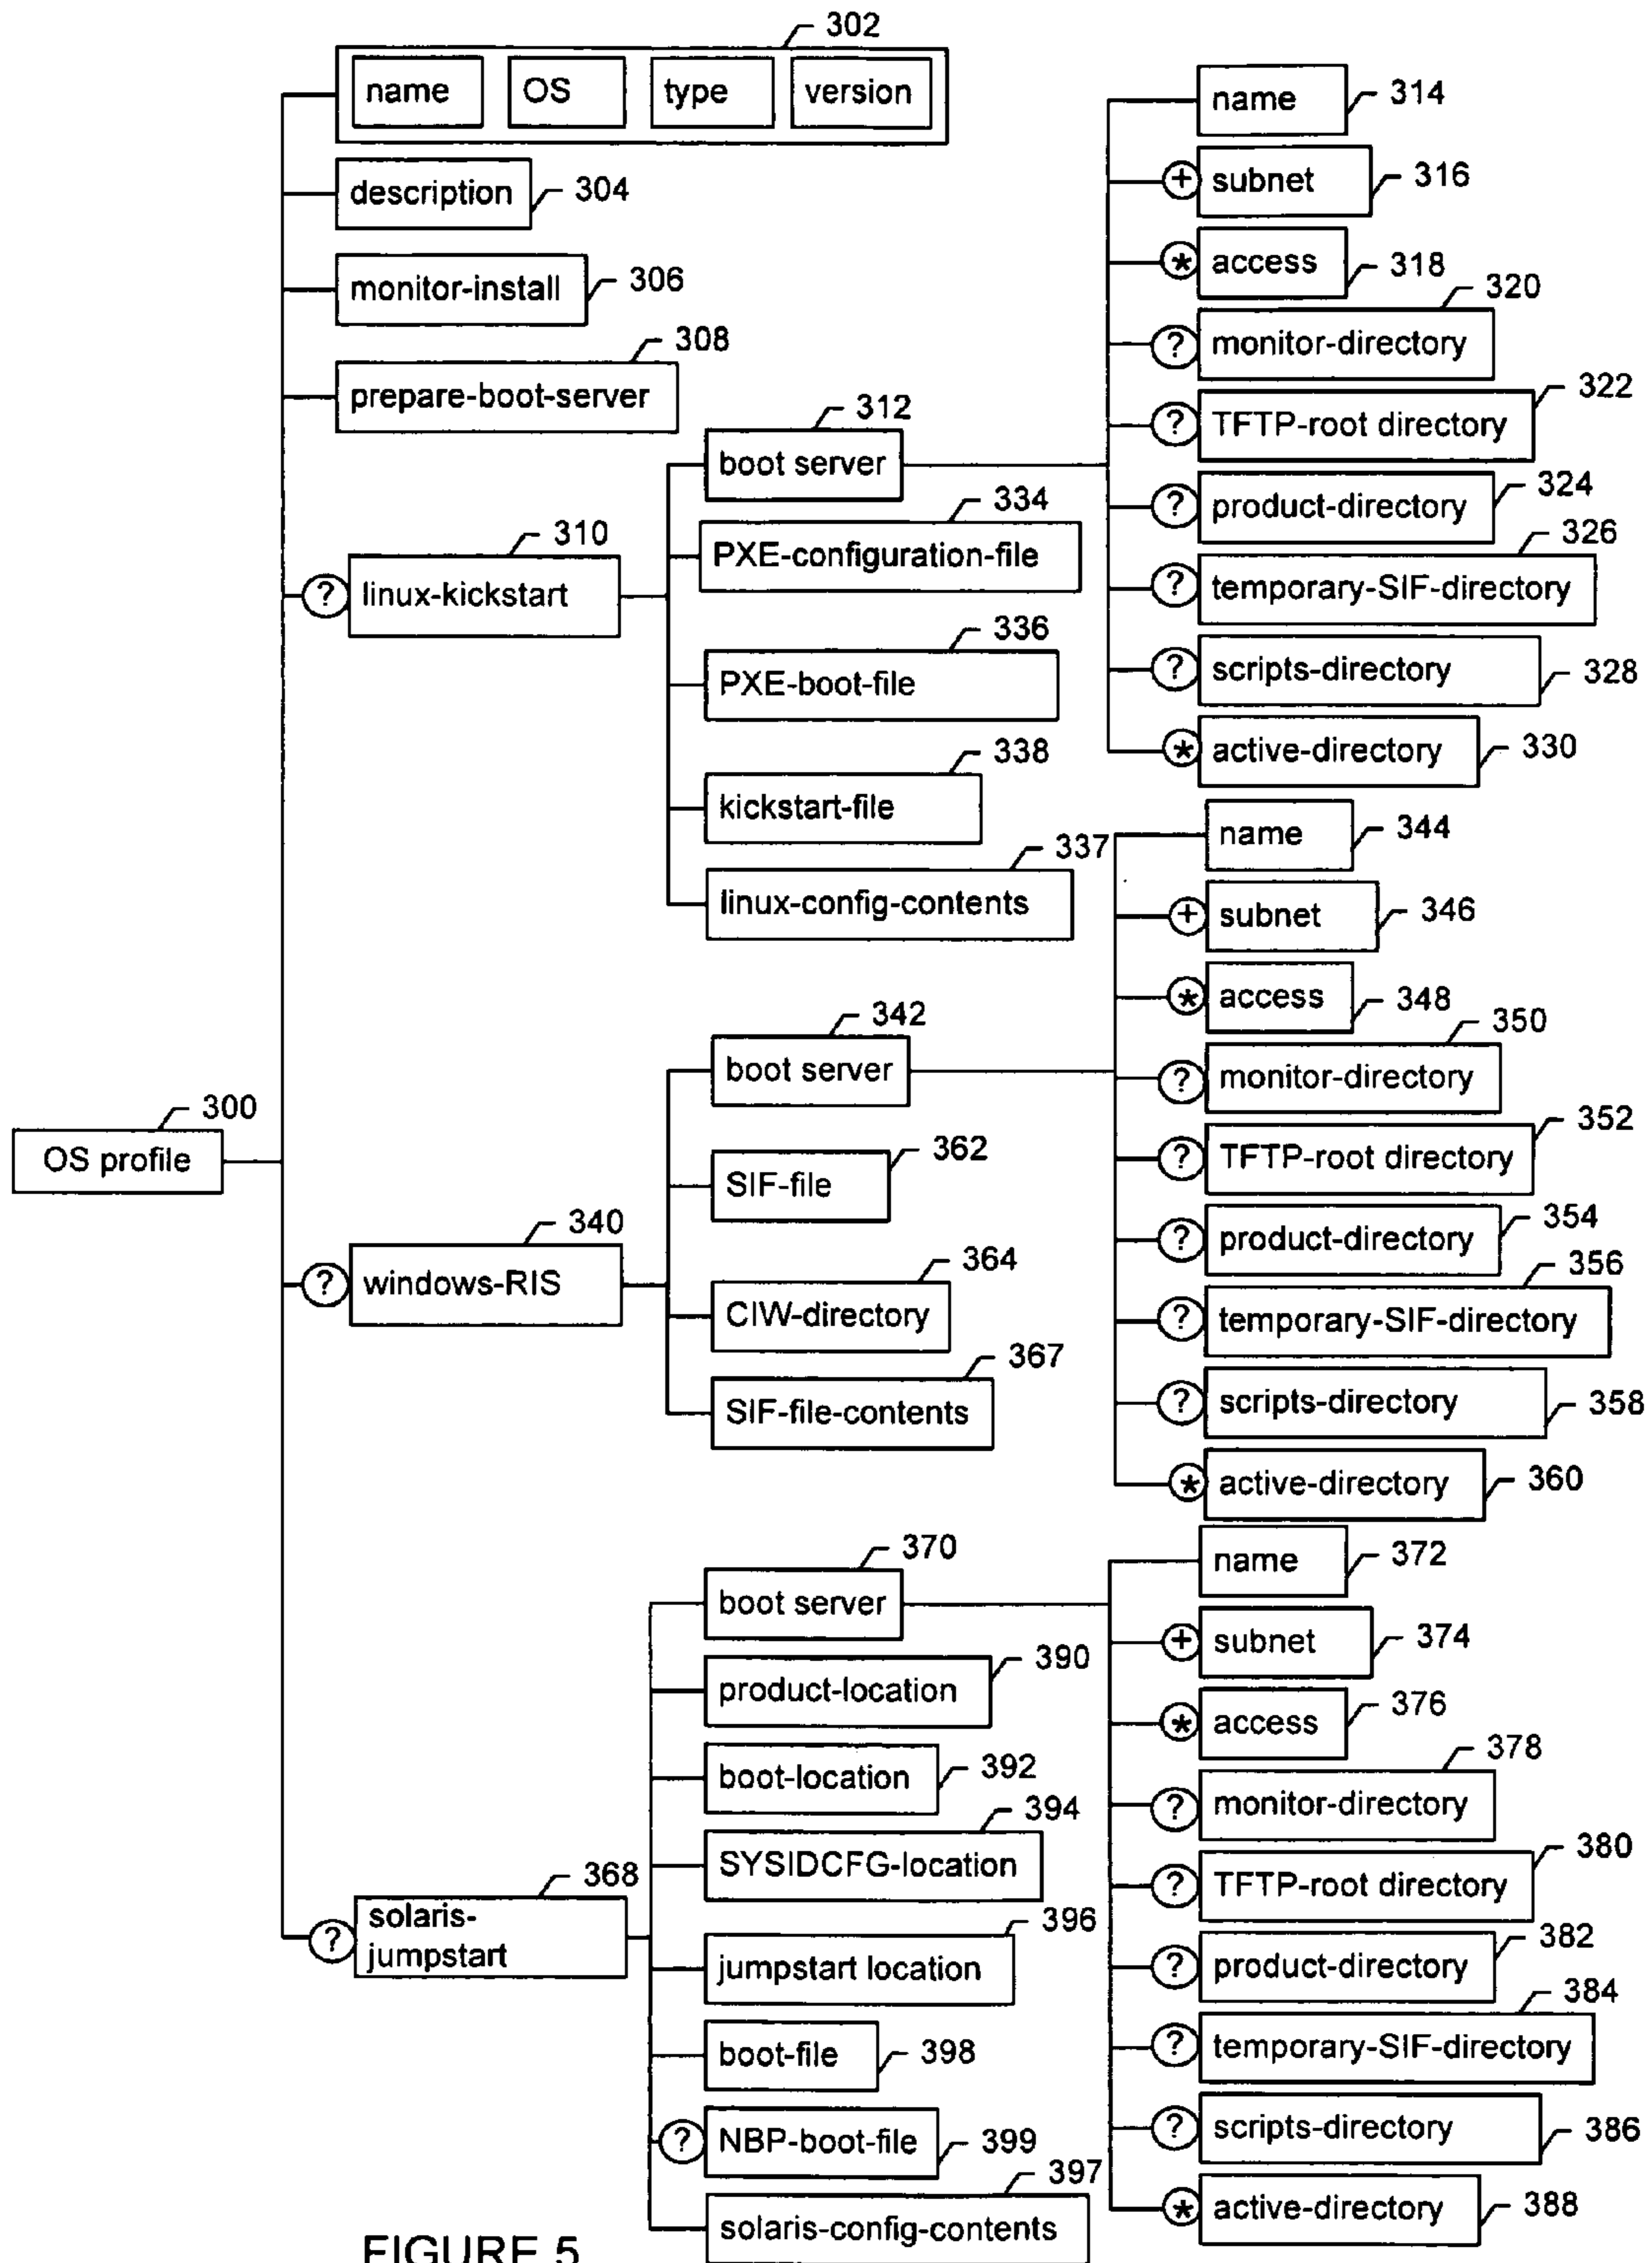 302
name OS type version
description 304
monitor-install 306
308
prepare-boot-server
310
? linux-kickstart
312
boot server
334
PXE-configuration-file
336
PXE-boot-file
338
kickstart-file
337
linux-config-contents
name 314
+ subnet 316
* access 318
320
? monitor-directory
322
? TFTP-root directory
324
? product-directory
326
? temporary-SIF-directory
? scripts-directory 328
* active-directory 330
300
OS profile
340
? windows-RIS
342
boot server
362
SIF-file
364
CIW-directory
367
SIF-file-contents
name 344
+ subnet 346
* access 348
350
? monitor-directory
352
? TFTP-root directory
354
? product-directory
356
? temporary-SIF-directory
? scripts-directory 358
* active-directory 360
368
? solaris-
jumpstart
370
boot server
390
product-location
boot-location 392
394
SYSIDCFG-location
396
jumpstart location
boot-file 398
? NBP-boot-file 399
397
solaris-config-contents
name 372
+ subnet 374
* access 376
378
? monitor-directory
380
? TFTP-root directory
382
? product-directory
384
? temporary-SIF-directory
? scripts-directory 386
* active-directory 388
FIGURE 5